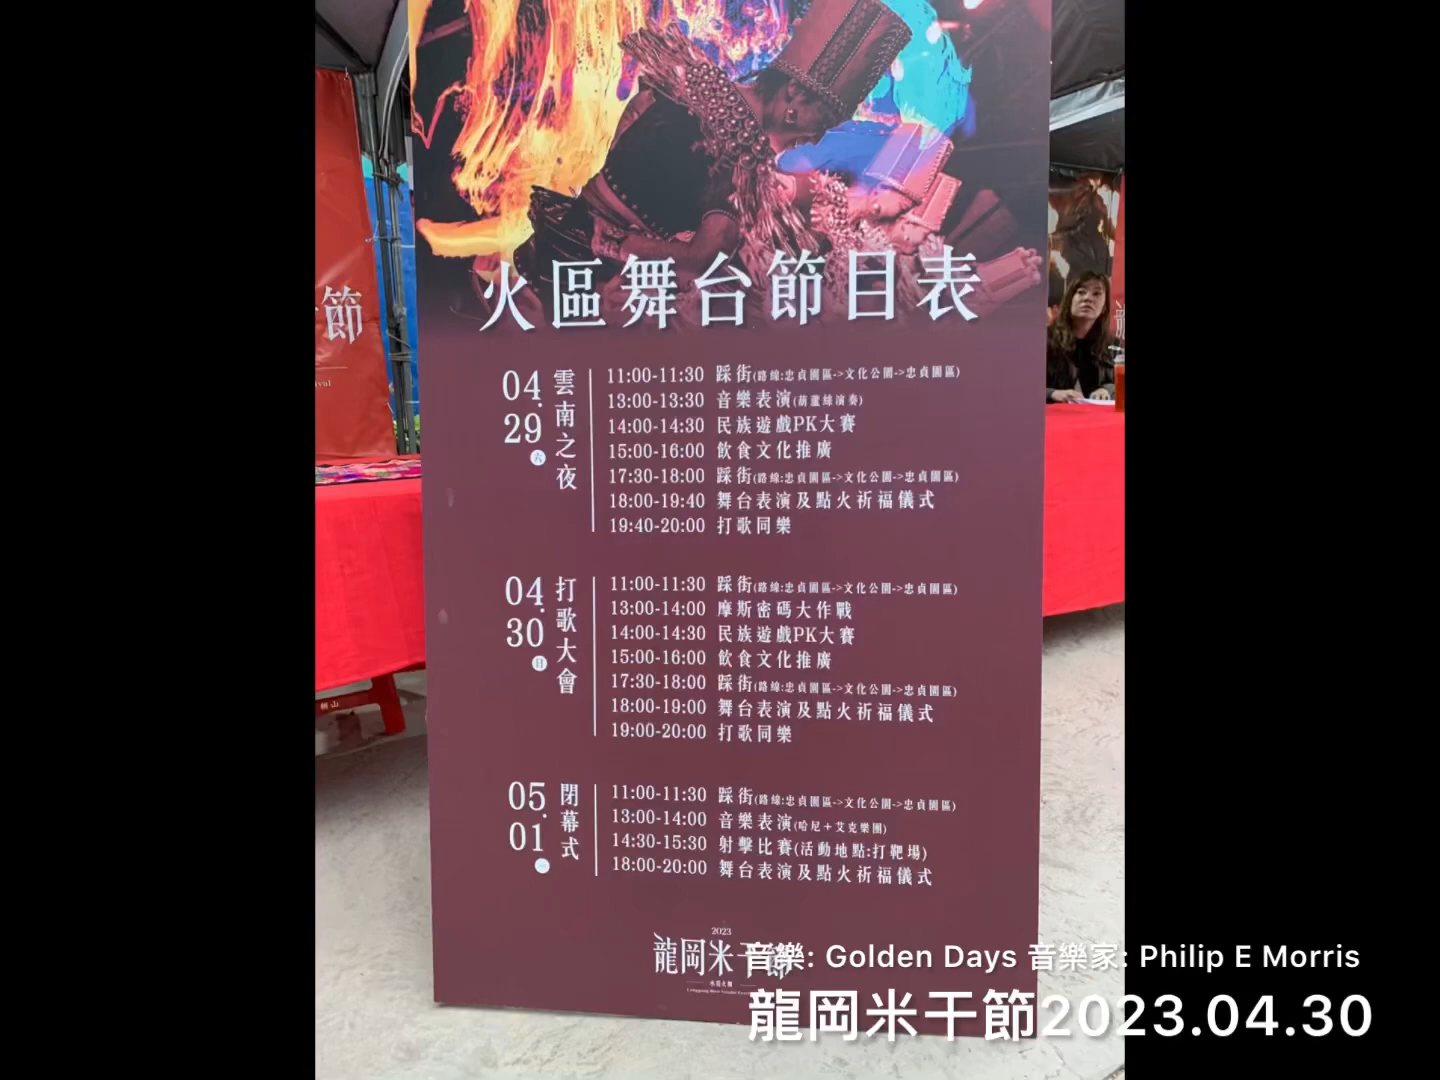 火區舞台節目表
04.29 六 雲南之夜
11:00-11:30 踩街(路線:忠貞園區->文化公園->忠貞園區)
13:00-13:30 音樂表演(葫蘆絲演奏)
14:00-14:30 民族遊戲PK大賽
15:00-16:00 飲食文化推廣
17:30-18:00 踩街(路線:忠貞園區->文化公園->忠貞園區)
18:00-19:40 舞台表演及點火祈福儀式
19:40-20:00 打歌同樂
04.30 日 打歌大會
11:00-11:30 踩街(路線:忠貞園區->文化公園->忠貞園區)
13:00-14:00 摩斯密碼大作戰
14:00-14:30 民族遊戲PK大賽
15:00-16:00 飲食文化推廣
17:30-18:00 踩街(路線:忠貞園區->文化公園->忠貞園區)
18:00-19:00 舞台表演及點火祈福儀式
19:00-20:00 打歌同樂
05.01 一 閉幕式
11:00-11:30 踩街(路線:忠貞園區->文化公園->忠貞園區)
13:00-14:00 音樂表演(哈尼+艾克樂團)
14:30-15:30 射擊比賽(活動地點:打靶場)
18:00-20:00 舞台表演及點火祈福儀式
2023
龍岡米干節
音樂: Golden Days 音樂家: Philip E Morris
龍岡米干節2023.04.30
節